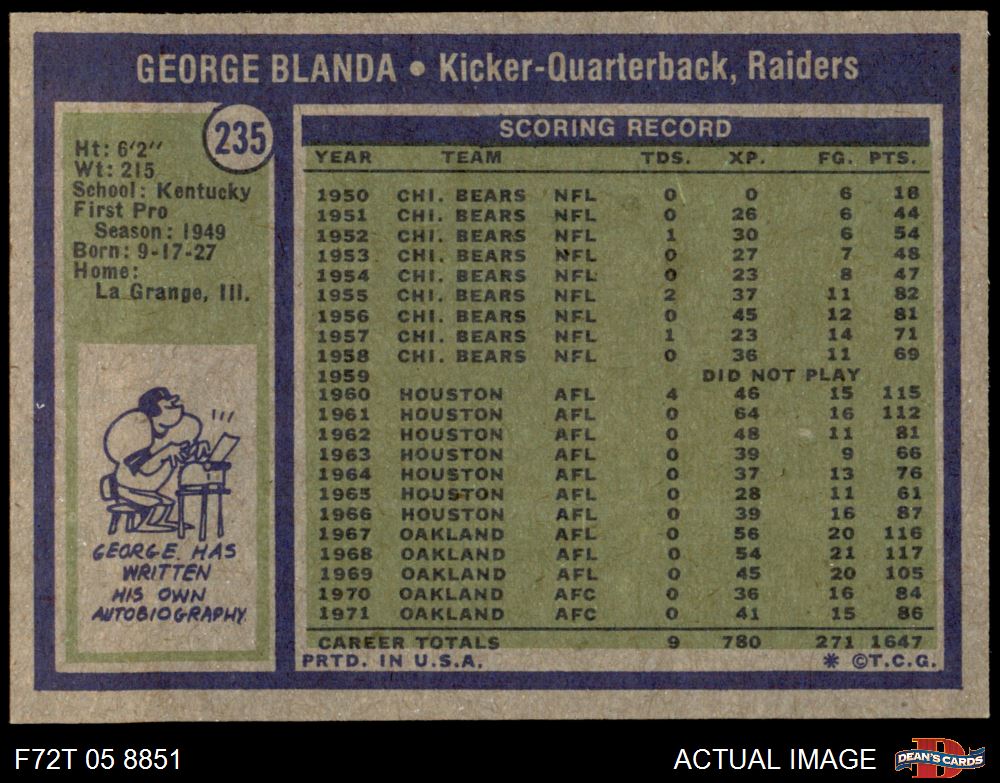 GEORGE BLANDA • Kicker-Quarterback, Raiders
235
Ht: 6'2"
Wt: 215
School: Kentucky
First Pro
Season: 1949
Born: 9-17-27
Home:
La Grange, Ill.
GEORGE HAS
WRITTEN
HIS OWN
AUTOBIOGRAPHY
SCORING RECORD
YEAR TEAM TDS. XP. FG. PTS.
1950 CHI. BEARS NFL 0 0 6 18
1951 CHI. BEARS NFL 0 26 6 44
1952 CHI. BEARS NFL 1 30 6 54
1953 CHI. BEARS NFL 0 27 7 48
1954 CHI. BEARS NFL 0 23 8 47
1955 CHI. BEARS NFL 2 37 11 82
1956 CHI. BEARS NFL 0 45 12 81
1957 CHI. BEARS NFL 1 23 14 71
1958 CHI. BEARS NFL 0 36 11 69
1959 DID NOT PLAY
1960 HOUSTON AFL 4 46 15 115
1961 HOUSTON AFL 0 64 16 112
1962 HOUSTON AFL 0 48 11 81
1963 HOUSTON AFL 0 39 9 66
1964 HOUSTON AFL 0 37 13 76
1965 HOUSTON AFL 0 28 11 61
1966 HOUSTON AFL 0 39 16 87
1967 OAKLAND AFL 0 56 20 116
1968 OAKLAND AFL 0 54 21 117
1969 OAKLAND AFL 0 45 20 105
1970 OAKLAND AFC 0 36 16 84
1971 OAKLAND AFC 0 41 15 86
CAREER TOTALS 9 780 271 1647
PRTD. IN U.S.A. * ©T.C.G.
F72T 05 8851
ACTUAL IMAGE
D
DEAN'S CARDS